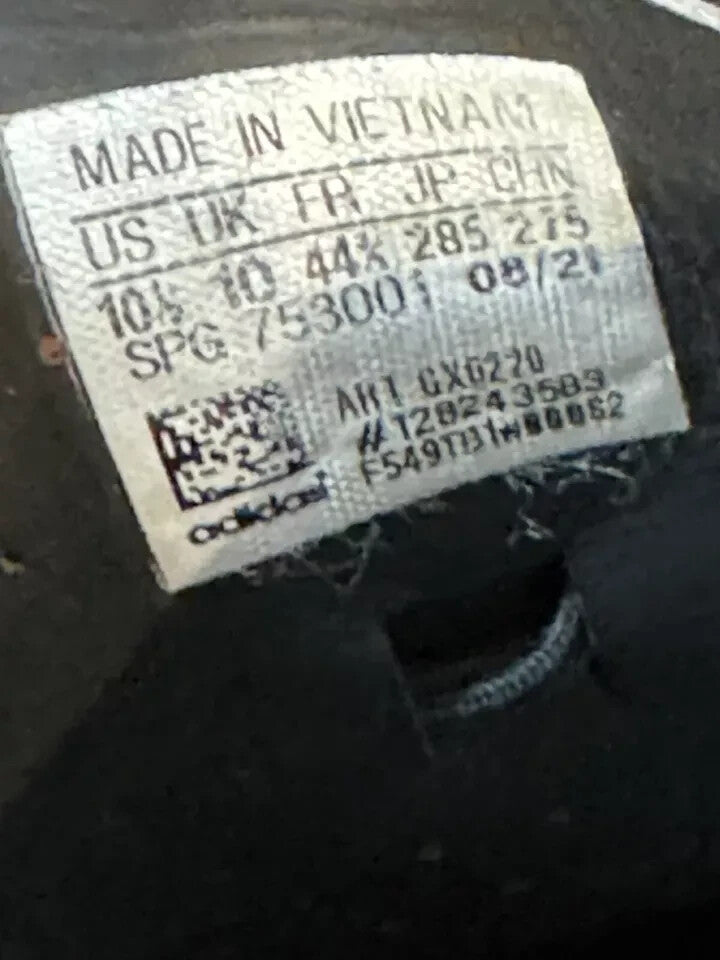 MADE IN VIETNAM
US UK FR JP CHN
10½ 10 44⅔ 285 275
SPG 753001 08/21
ART GX0220
#128243583
adidas